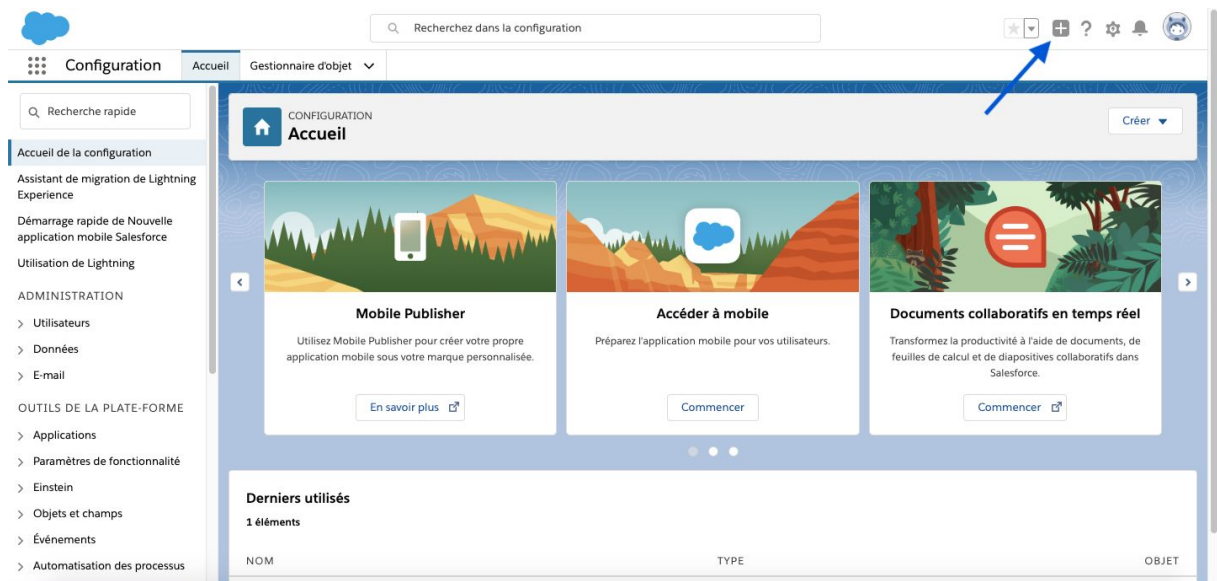 Recherchez dans la configuration
Configuration
Accueil
Gestionnaire d'objet
Recherche rapide
Accueil de la configuration
Assistant de migration de Lightning
Experience
Démarrage rapide de Nouvelle
application mobile Salesforce
Utilisation de Lightning
ADMINISTRATION
Utilisateurs
Données
E-mail
OUTILS DE LA PLATE-FORME
Applications
Paramètres de fonctionnalité
Einstein
Objets et champs
Événements
Automatisation des processus
CONFIGURATION
Accueil
Créer
Mobile Publisher
Utilisez Mobile Publisher pour créer votre propre
application mobile sous votre marque personnalisée.
En savoir plus
Accéder à mobile
Préparez l'application mobile pour vos utilisateurs.
Commencer
Documents collaboratifs en temps réel
Transformez la productivité à l'aide de documents, de
feuilles de calcul et de diapositives collaboratifs dans
Salesforce.
Commencer
Derniers utilisés
1 éléments
NOM
TYPE
OBJET